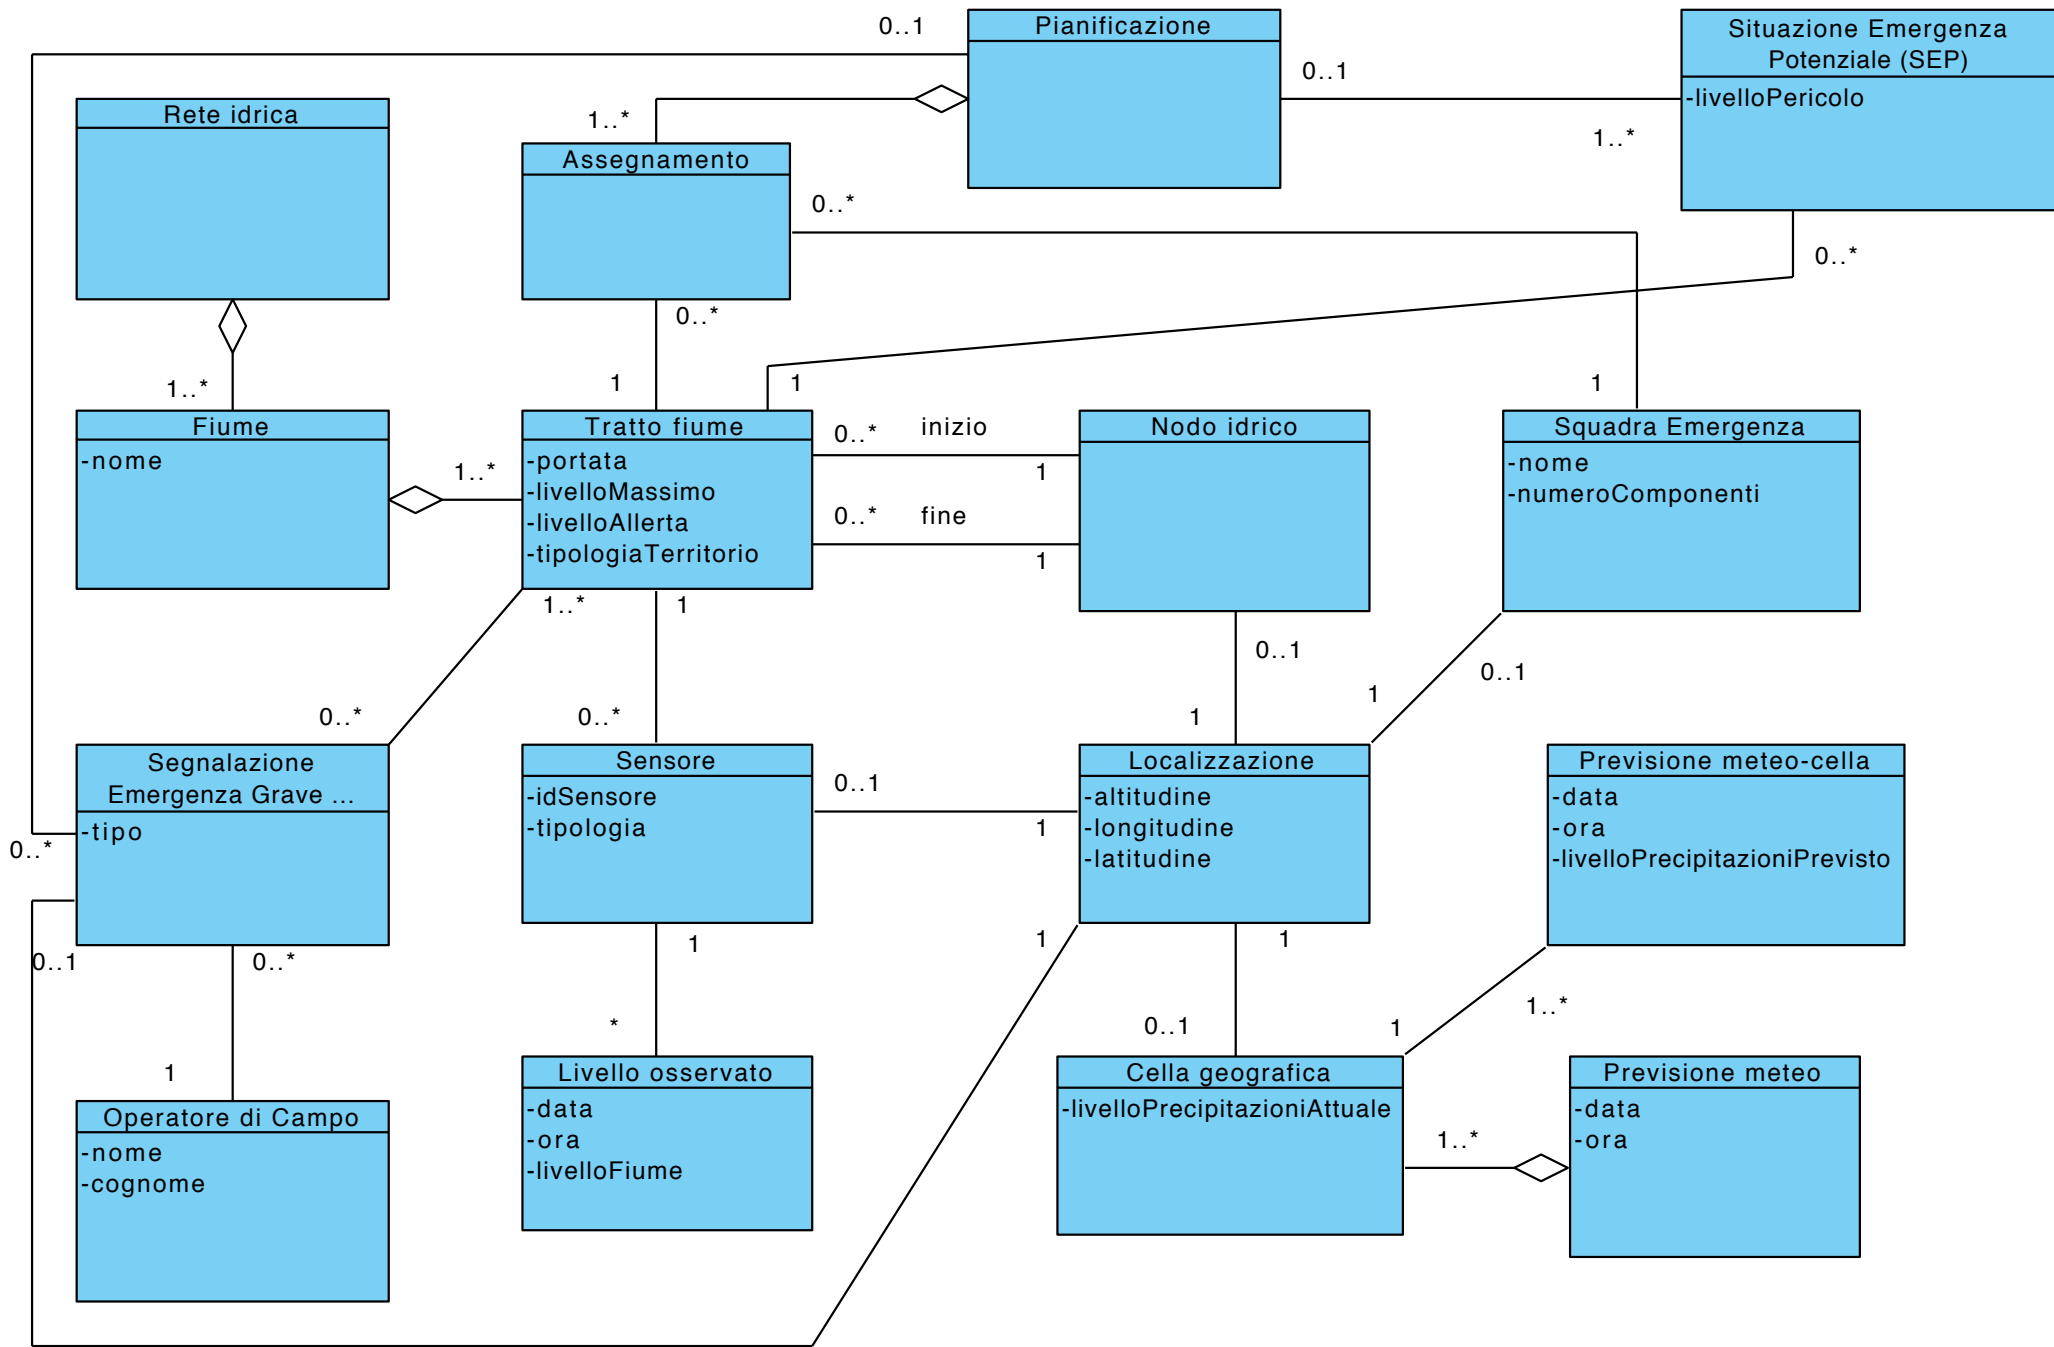 0..1
Pianificazione
Situazione Emergenza
Potenziale (SEP)
-livelloPericolo
0..1
1..*
Rete idrica
1..*
Assegnamento
0..*
0..*
0..*
1..*
1
1
1
Fiume
-nome
1..*
Tratto fiume
-portata
-livelloMassimo
-livelloAllerta
-tipologiaTerritorio
0..*
inizio
1
0..*
fine
1
Nodo idrico
Squadra Emergenza
-nome
-numeroComponenti
1..*
1
0..1
0..1
1
0..*
0..*
1
Segnalazione
Emergenza Grave ...
-tipo
0..*
Sensore
-idSensore
-tipologia
0..1
1
Localizzazione
-altitudine
-longitudine
-latitudine
Previsione meteo-cella
-data
-ora
-livelloPrecipitazioniPrevisto
0..1
0..*
1
1
1
1
*
0..1
1
1..*
Operatore di Campo
-nome
-cognome
Livello osservato
-data
-ora
-livelloFiume
Cella geografica
-livelloPrecipitazioniAttuale
1..*
Previsione meteo
-data
-ora